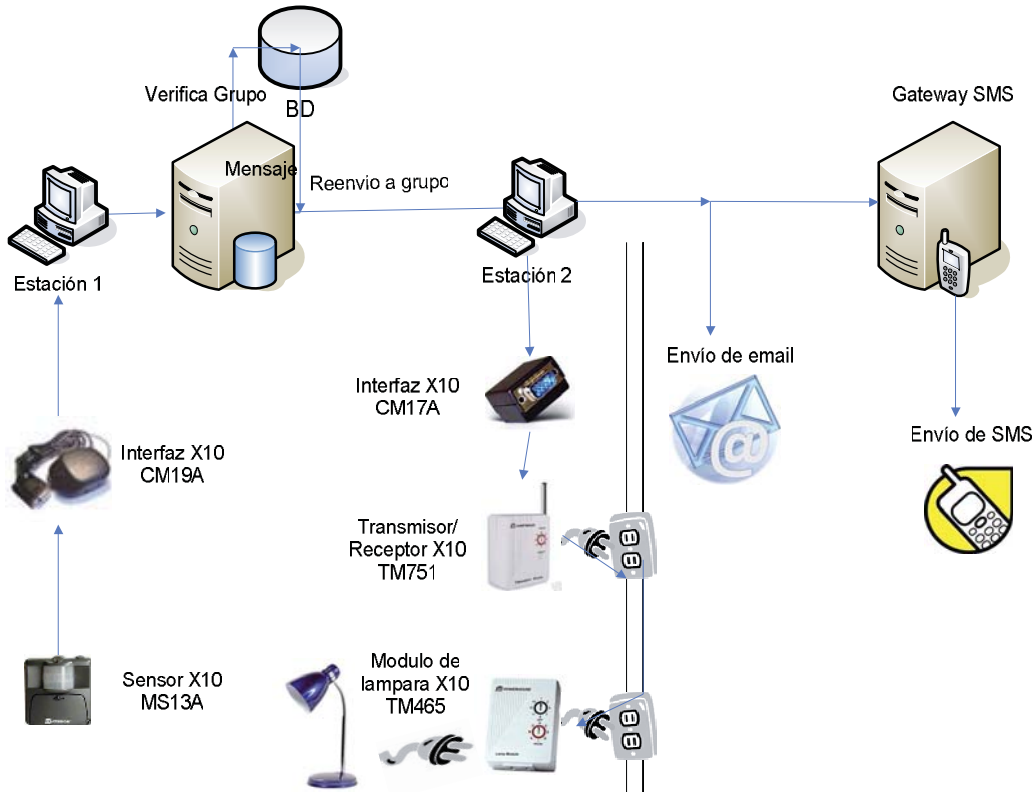 Verifica Grupo
BD
Gateway SMS
Mensaje
Reenvio a grupo
Estación 1
Estación 2
Envío de email
Interfaz X10
CM17A
Envío de SMS
Interfaz X10
CM19A
Transmisor/
Receptor X10
TM751
Sensor X10
MS13A
Modulo de
lampara X10
TM465